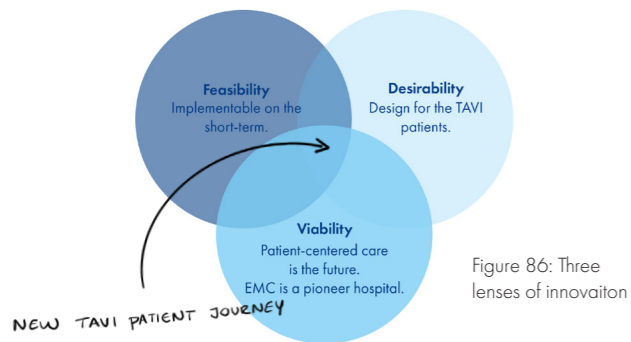 Feasibility
Implementable on the
short-term.
Desirability
Design for the TAVI
patients.
Viability
Patient-centered care
is the future.
EMC is a pioneer hospital.
NEW TAVI PATIENT JOURNEY
Figure 86: Three
lenses of innovaiton